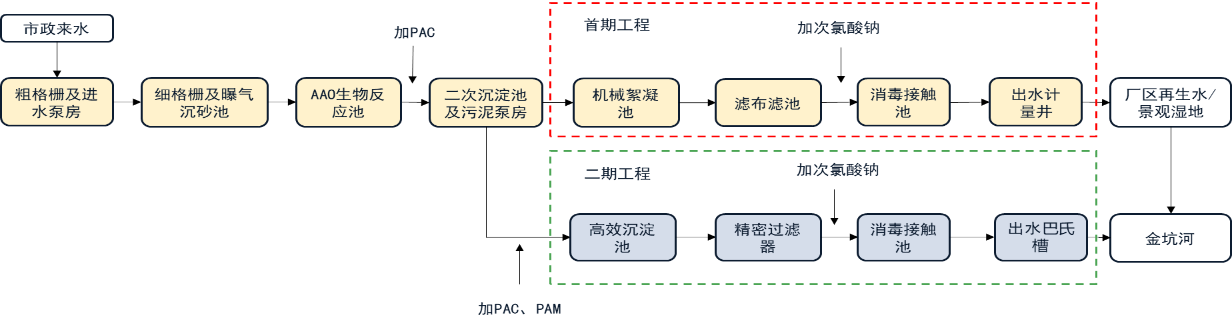 首期工程
加次氯酸钠
市政来水
加PAC
粗格栅及进
水泵房
细格栅及曝气
沉砂池
AAO生物反
应池
二次沉淀池
及污泥泵房
机械絮凝
池
滤布滤池
消毒接触
池
出水计
量井
厂区再生水/
景观湿地
二期工程
加次氯酸钠
高效沉淀
池
精密过滤
器
消毒接触
池
出水巴氏
槽
金坑河
加PAC、PAM